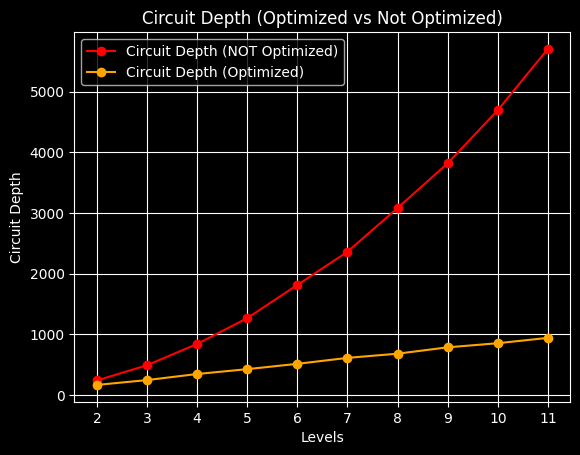 Circuit Depth (Optimized vs Not Optimized)
Circuit Depth (NOT Optimized)
Circuit Depth (Optimized)
Circuit Depth
5000
4000
3000
2000
1000
0
2 3 4 5 6 7 8 9 10 11
Levels